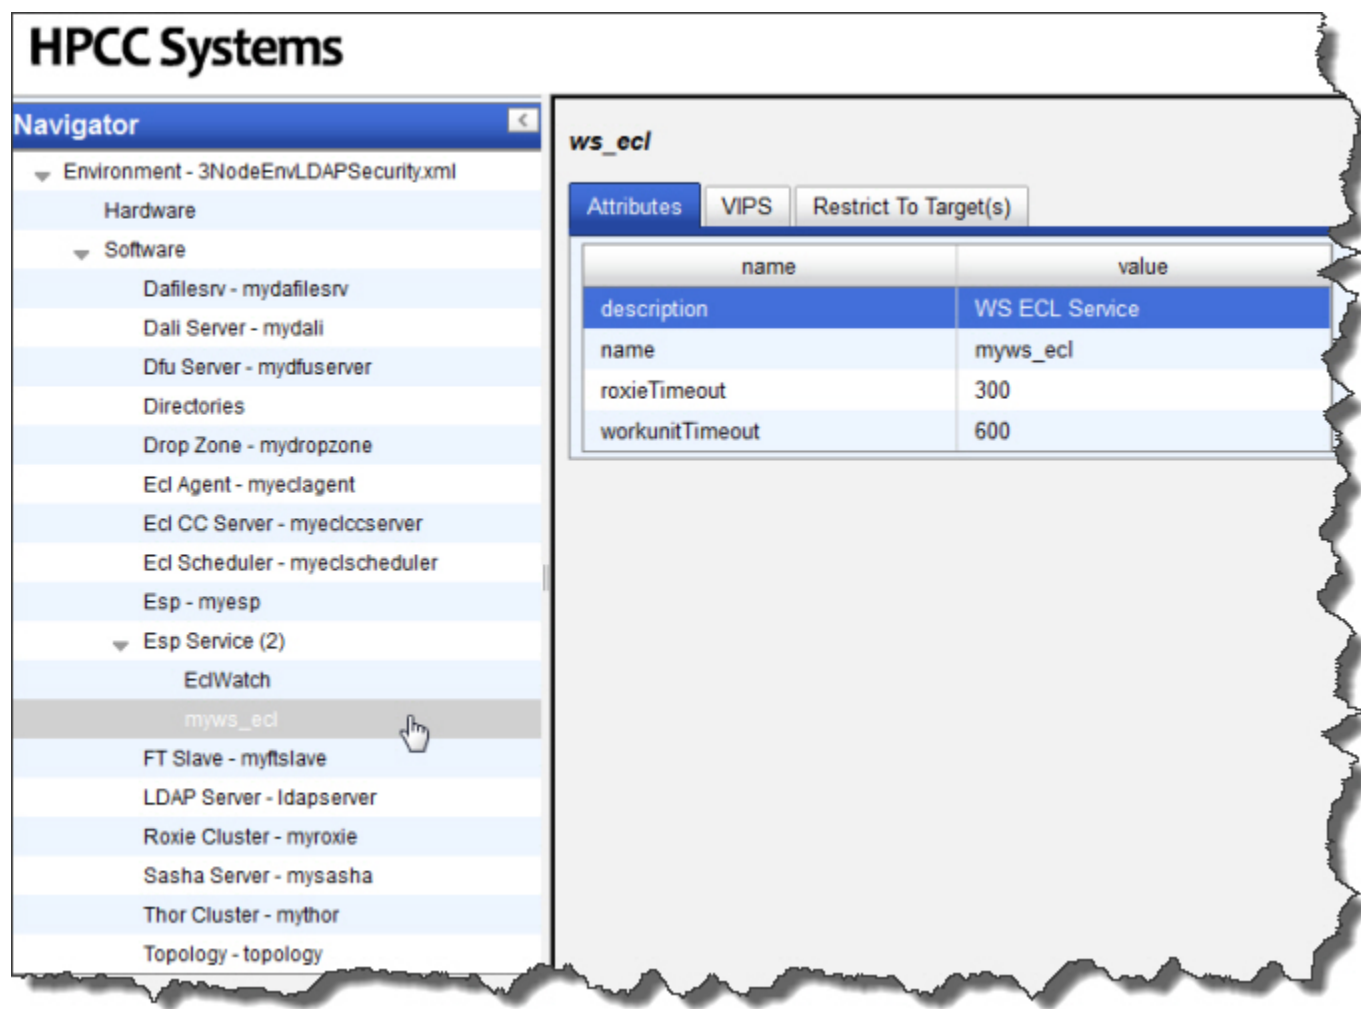 HPCC Systems
Navigator
Environment - 3NodeEnvLDAPSecurity.xml
Hardware
Software
Dafilesrv - mydafilesrv
Dali Server - mydali
Dfu Server - mydfuserver
Directories
Drop Zone - mydropzone
Ecl Agent - myeclagent
Ecl CC Server - myeclccserver
Ecl Scheduler - myeclscheduler
Esp - myesp
Esp Service (2)
EclWatch
myws_ecl
FT Slave - myftslave
LDAP Server - ldapserver
Roxie Cluster - myroxie
Sasha Server - mysasha
Thor Cluster - mythor
Topology - topology
ws_ecl
Attributes VIPS Restrict To Target(s)
name value
description WS ECL Service
name myws_ecl
roxieTimeout 300
workunitTimeout 600